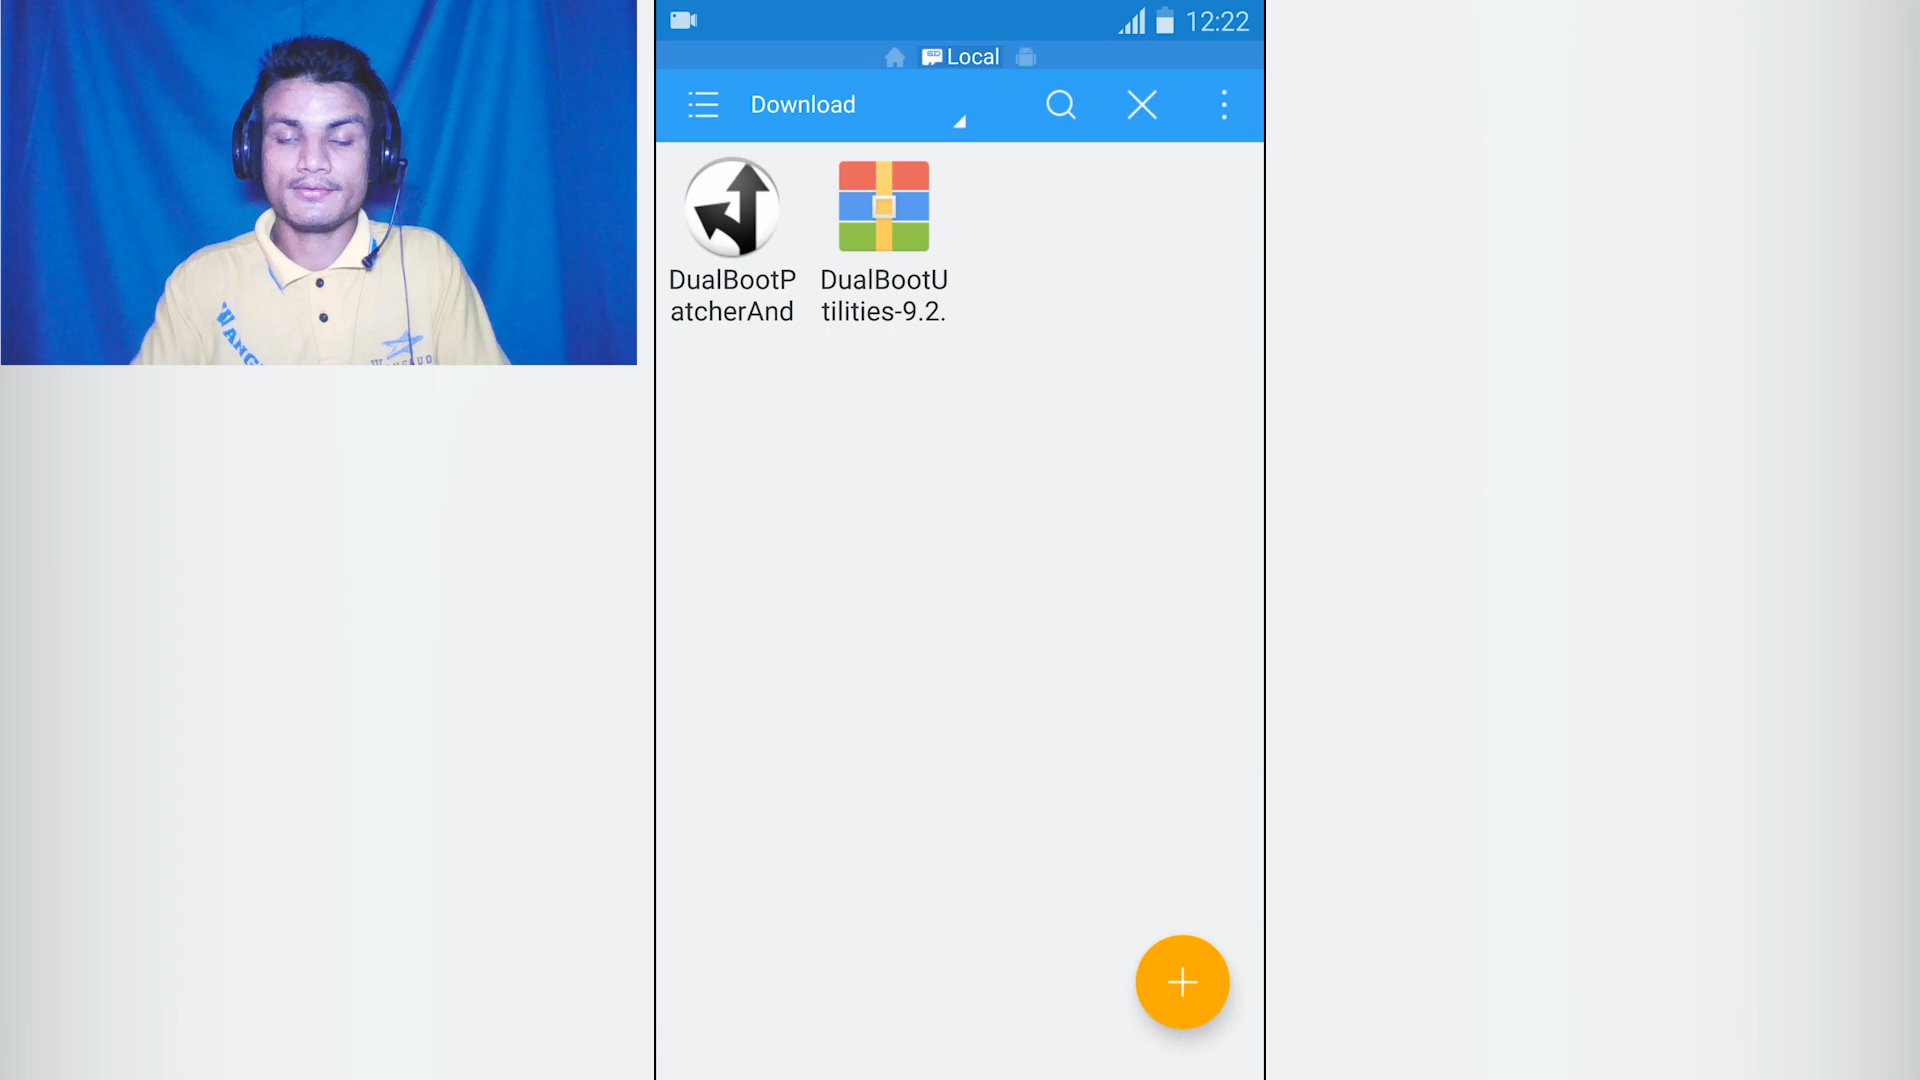 12:22
Local
Download
DualBootP
atcherAnd
DualBootU
tilities-9.2.